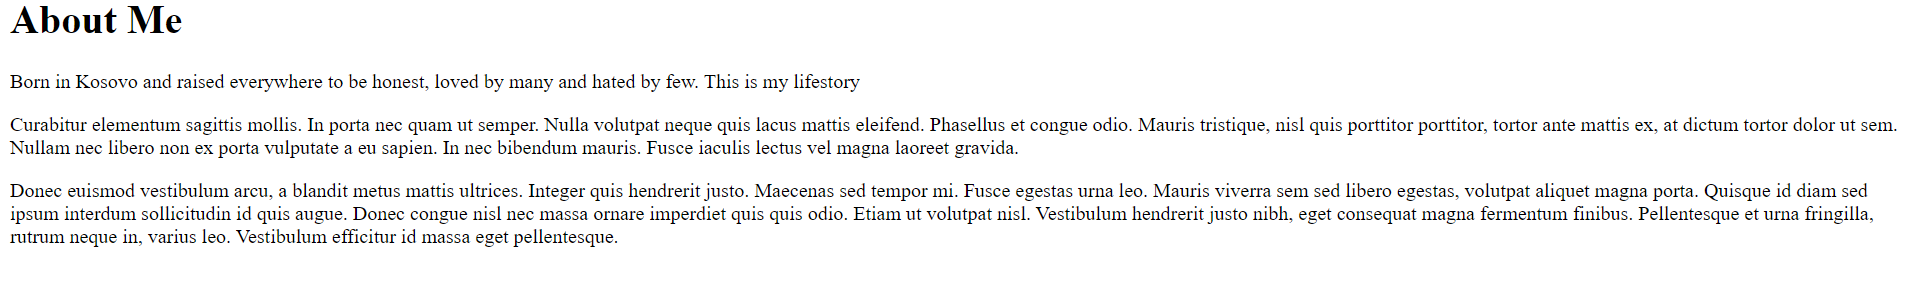 About Me
Born in Kosovo and raised everywhere to be honest, loved by many and hated by few. This is my lifestory
Curabitur elementum sagittis mollis. In porta nec quam ut semper. Nulla volutpat neque quis lacus mattis eleifend. Phasellus et congue odio. Mauris tristique, nisl quis porttitor porttitor, tortor ante mattis ex, at dictum tortor dolor ut sem.
Nullam nec libero non ex porta vulputate a eu sapien. In nec bibendum mauris. Fusce iaculis lectus vel magna laoreet gravida.
Donec euismod vestibulum arcu, a blandit metus mattis ultrices. Integer quis hendrerit justo. Maecenas sed tempor mi. Fusce egestas urna leo. Mauris viverra sem sed libero egestas, volutpat aliquet magna porta. Quisque id diam sed
ipsum interdum sollicitudin id quis augue. Donec congue nisl nec massa ornare imperdiet quis quis odio. Etiam ut volutpat nisl. Vestibulum hendrerit justo nibh, eget consequat magna fermentum finibus. Pellentesque et urna fringilla,
rutrum neque in, varius leo. Vestibulum efficitur id massa eget pellentesque.